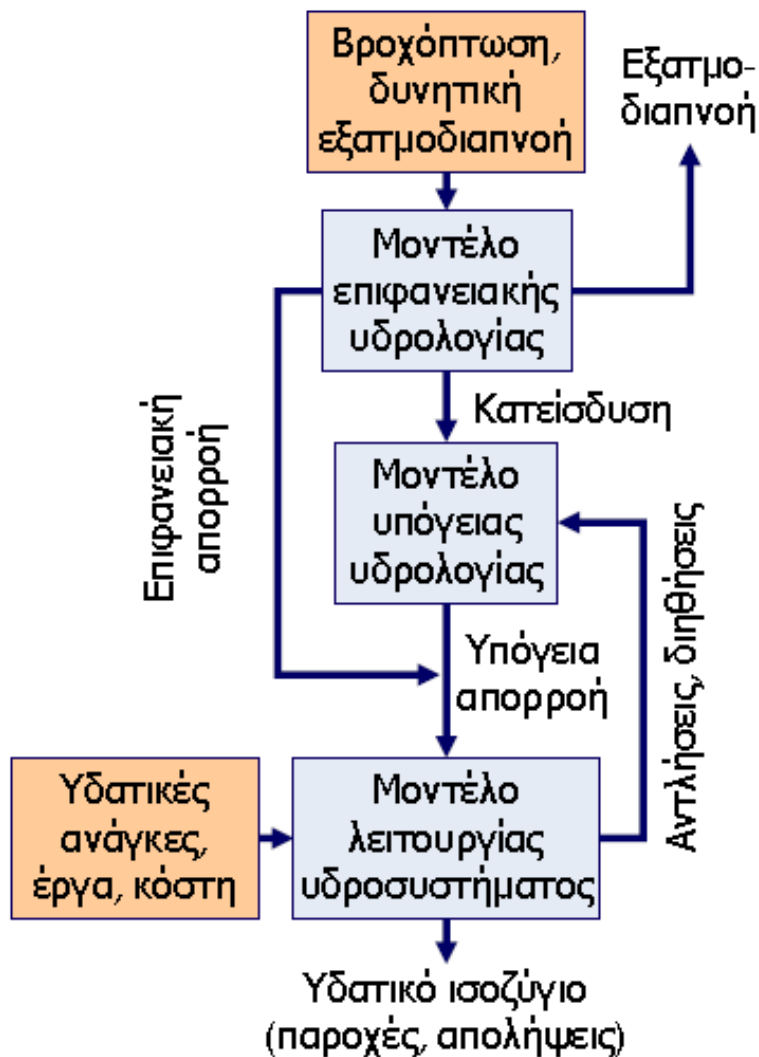 Βροχόπτωση,
δυνητική
εξατμοδιαπνοή
Εξατμο-
διαπνοή
Μοντέλο
επιφανειακής
υδρολογίας
Κατείσδυση
Επιφανειακή
απορροή
Μοντέλο
υπόγειας
υδρολογίας
Υπόγεια
απορροή
Αντλήσεις, διηθήσεις
Υδατικές
ανάγκες,
έργα, κόστη
Μοντέλο
λειτουργίας
υδροσυστήματος
Υδατικό ισοζύγιο
(παροχές, απολήψεις)